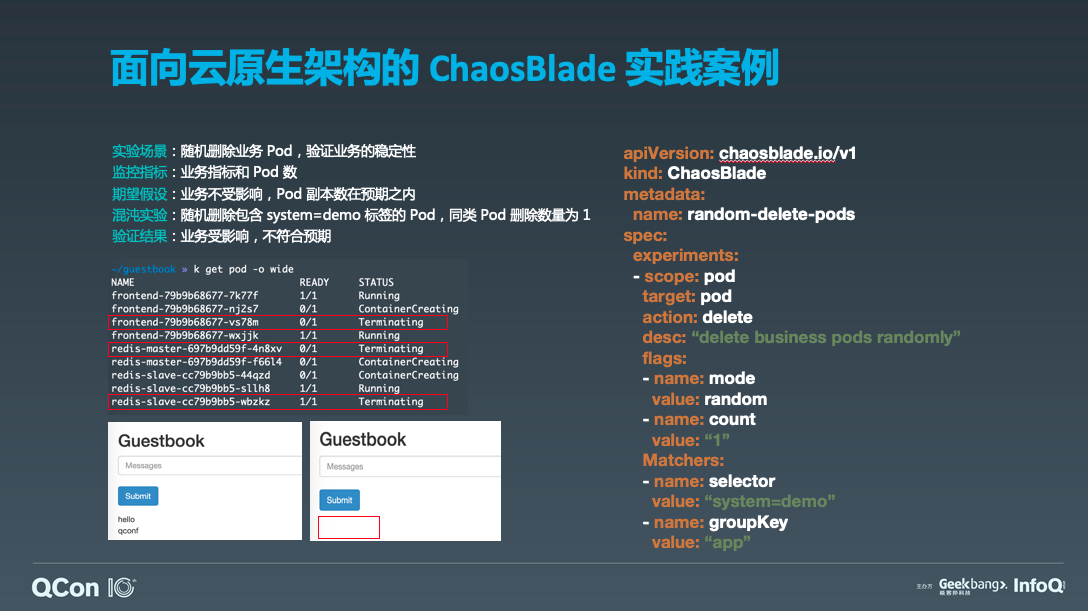 面向云原生架构的 ChaosBlade 实践案例
实验场景：随机删除业务 Pod，验证业务的稳定性
监控指标：业务指标和 Pod 数
期望假设：业务不受影响，Pod 副本数在预期之内
混沌实验：随机删除包含 system=demo 标签的 Pod，同类 Pod 删除数量为 1
验证结果：业务受影响，不符合预期
~/guestbook » k get pod -o wide
NAME READY STATUS
frontend-79b9b68677-7k77f 1/1 Running
frontend-79b9b68677-nj2s7 0/1 ContainerCreating
frontend-79b9b68677-vs78m 0/1 Terminating
frontend-79b9b68677-wxjjk 1/1 Running
redis-master-697b9dd59f-4n8xv 0/1 Terminating
redis-master-697b9dd59f-f66l4 0/1 ContainerCreating
redis-slave-cc79b9bb5-44qzd 0/1 ContainerCreating
redis-slave-cc79b9bb5-sllh8 1/1 Running
redis-slave-cc79b9bb5-wbzkz 1/1 Terminating
Guestbook
Messages
Submit
hello
qconf
Guestbook
Messages
Submit
apiVersion: chaosblade.io/v1
kind: ChaosBlade
metadata:
name: random-delete-pods
spec:
experiments:
- scope: pod
target: pod
action: delete
desc: “delete business pods randomly”
flags:
- name: mode
value: random
- name: count
value: “1”
Matchers:
- name: selector
value: “system=demo”
- name: groupKey
value: “app”
QCon 10
主办方 Geekbang>. InfoQ
极客邦科技